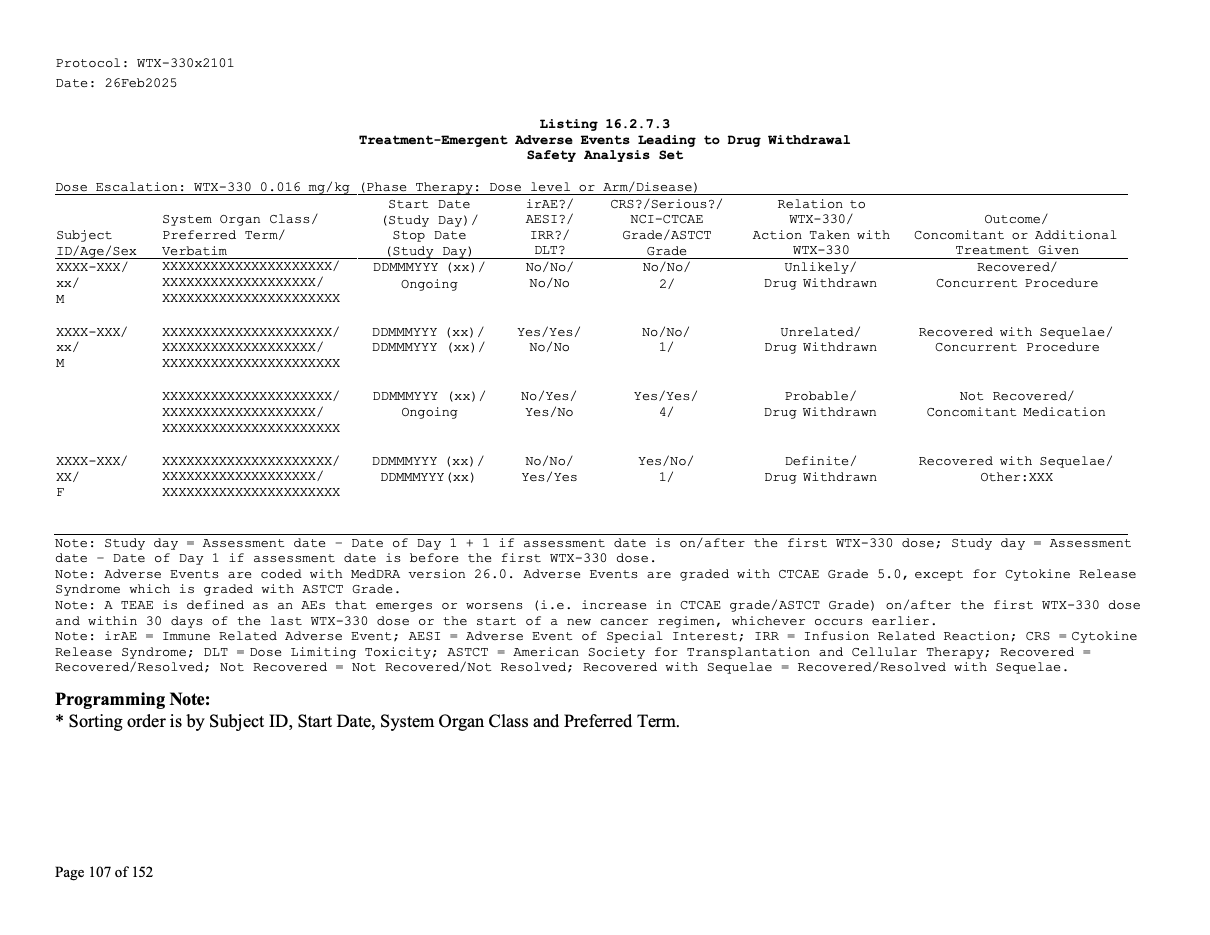 Protocol: WTX-330x2101
Date: 26Feb2025
Listing 16.2.7.3
Treatment-Emergent Adverse Events Leading to Drug Withdrawal
Safety Analysis Set
Dose Escalation: WTX-330 0.016 mg/kg (Phase Therapy: Dose level or Arm/Disease)
Start Date irAE?/ CRS?/Serious?/ Relation to
System Organ Class/ (Study Day)/ AESI?/ NCI-CTCAE WTX-330/ Outcome/
Subject Preferred Term/ Stop Date IRR?/ Grade/ASTCT Action Taken with Concomitant or Additional
ID/Age/Sex Verbatim (Study Day) DLT? Grade WTX-330 Treatment Given
XXXX-XXX/ XXXXXXXXXXXXXXXXXXXXX/ DDMMMYYY (xx)/ No/No/ No/No/ Unlikely/ Recovered/
xx/ XXXXXXXXXXXXXXXXXXX/ Ongoing No/No 2/ Drug Withdrawn Concurrent Procedure
M XXXXXXXXXXXXXXXXXXXXXX
XXXX-XXX/ XXXXXXXXXXXXXXXXXXXXX/ DDMMMYYY (xx)/ Yes/Yes/ No/No/ Unrelated/ Recovered with Sequelae/
xx/ XXXXXXXXXXXXXXXXXXX/ DDMMMYYY (xx)/ No/No 1/ Drug Withdrawn Concurrent Procedure
M XXXXXXXXXXXXXXXXXXXXXX
XXXXXXXXXXXXXXXXXXXXX/ DDMMMYYY (xx)/ No/Yes/ Yes/Yes/ Probable/ Not Recovered/
XXXXXXXXXXXXXXXXXXX/ Ongoing Yes/No 4/ Drug Withdrawn Concomitant Medication
XXXXXXXXXXXXXXXXXXXXXX
XXXX-XXX/ XXXXXXXXXXXXXXXXXXXXX/ DDMMMYYY (xx)/ No/No/ Yes/No/ Definite/ Recovered with Sequelae/
XX/ XXXXXXXXXXXXXXXXXXX/ DDMMMYYY(xx) Yes/Yes 1/ Drug Withdrawn Other:XXX
F XXXXXXXXXXXXXXXXXXXXXX
Note: Study day = Assessment date – Date of Day 1 + 1 if assessment date is on/after the first WTX-330 dose; Study day = Assessment
date – Date of Day 1 if assessment date is before the first WTX-330 dose.
Note: Adverse Events are coded with MedDRA version 26.0. Adverse Events are graded with CTCAE Grade 5.0, except for Cytokine Release
Syndrome which is graded with ASTCT Grade.
Note: A TEAE is defined as an AEs that emerges or worsens (i.e. increase in CTCAE grade/ASTCT Grade) on/after the first WTX-330 dose
and within 30 days of the last WTX-330 dose or the start of a new cancer regimen, whichever occurs earlier.
Note: irAE = Immune Related Adverse Event; AESI = Adverse Event of Special Interest; IRR = Infusion Related Reaction; CRS = Cytokine
Release Syndrome; DLT = Dose Limiting Toxicity; ASTCT = American Society for Transplantation and Cellular Therapy; Recovered =
Recovered/Resolved; Not Recovered = Not Recovered/Not Resolved; Recovered with Sequelae = Recovered/Resolved with Sequelae.
Programming Note:
* Sorting order is by Subject ID, Start Date, System Organ Class and Preferred Term.
Page 107 of 152